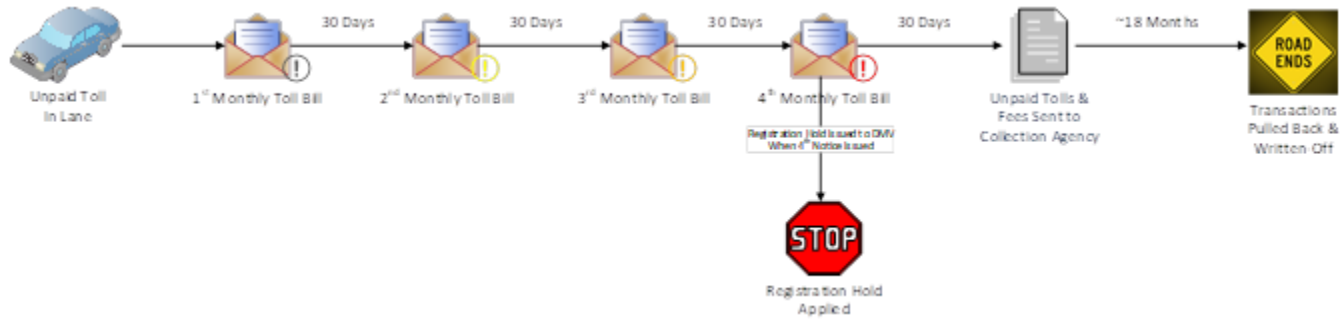 30 Days
30 Days
30 Days
30 Days
~18 Months
Unpaid Toll
In Lane
1st Monthly Toll Bill
2nd Monthly Toll Bill
3rd Monthly Toll Bill
4th Monthly Toll Bill
Registration Hold Issued to DMV
When 4th Notice Issued
STOP
Registration Hold
Applied
Unpaid Tolls &
Fees Sent to
Collection Agency
ROAD
ENDS
Transactions
Pulled Back &
Written-Off